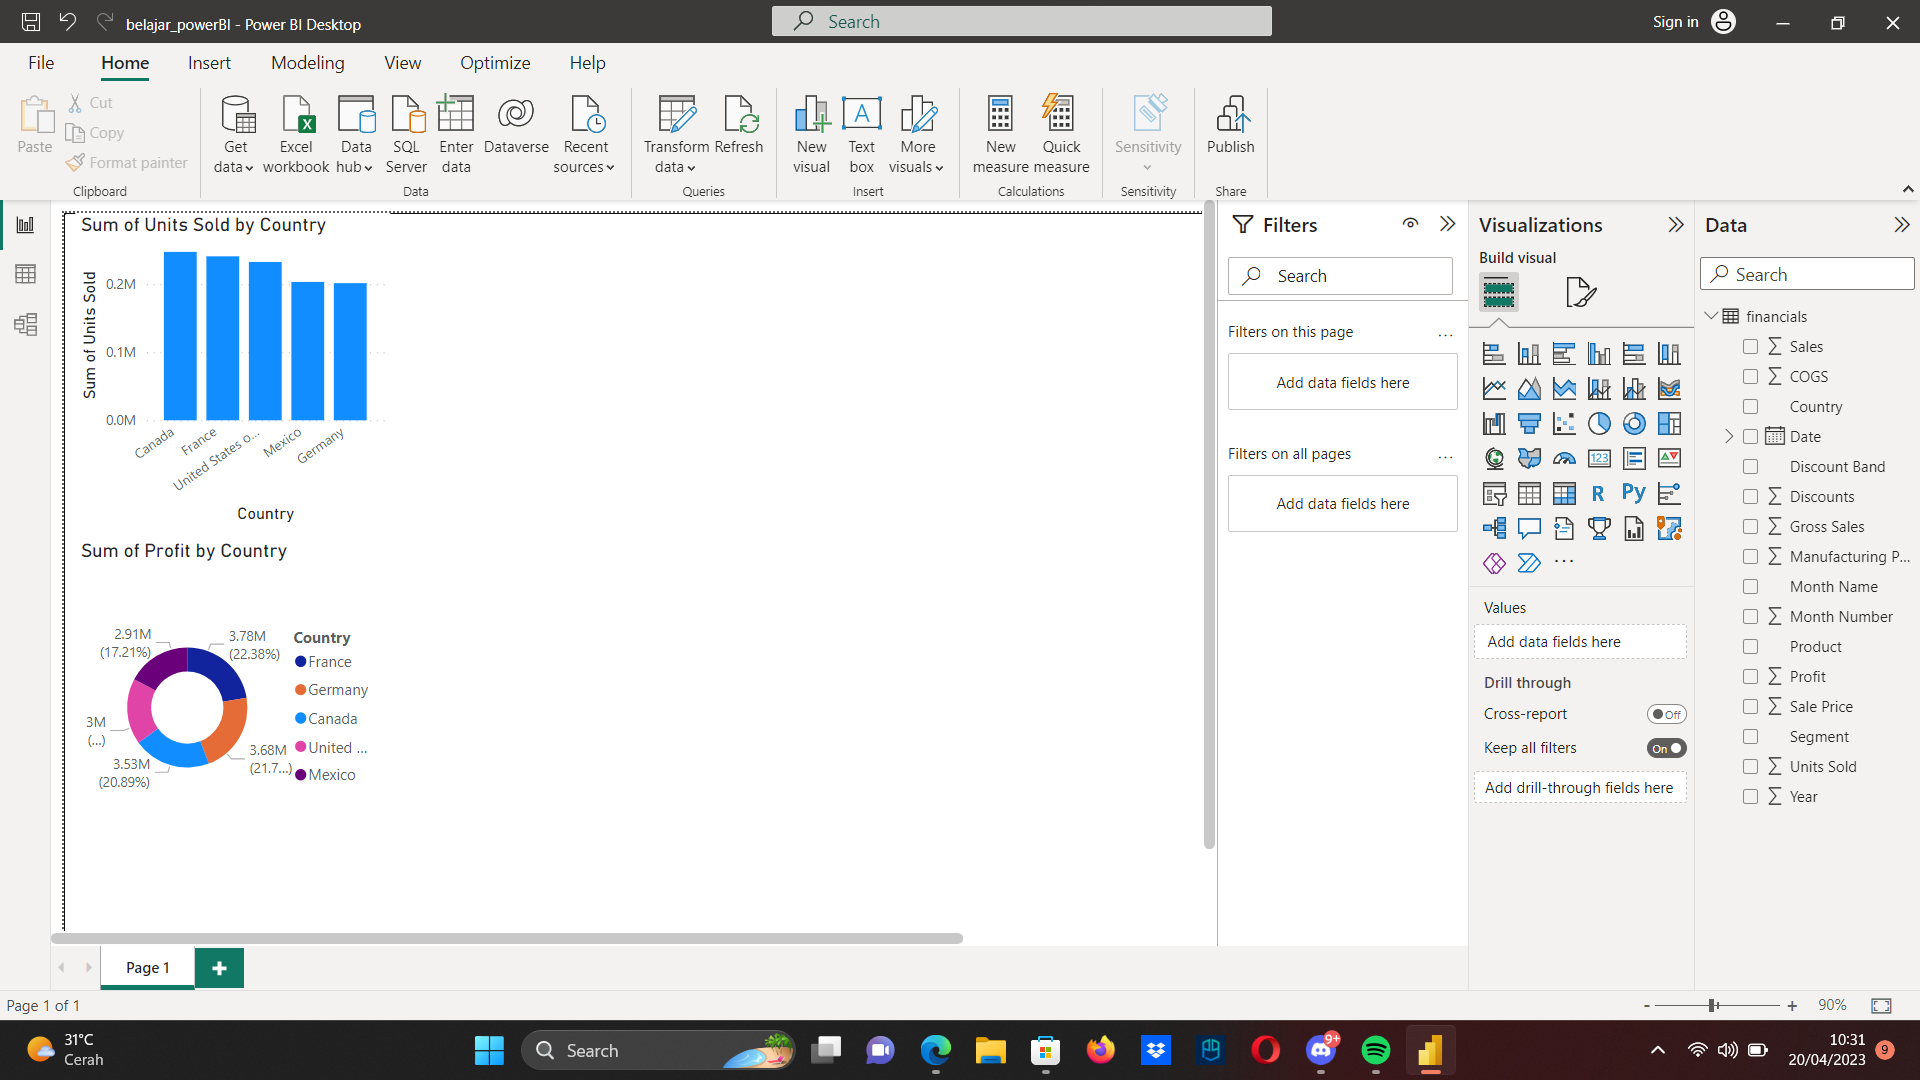 belajar_powerBI - Power BI Desktop
Search
Sign in
File
Home
Insert
Modeling
View
Optimize
Help
Paste
Cut
Copy
Format painter
Clipboard
Get
data
Excel
workbook
Data
hub
SQL
Server
Enter
data
Dataverse
Recent
sources
Data
Transform
data
Refresh
Queries
New
visual
Text
box
More
visuals
Insert
New
measure
Quick
measure
Calculations
Sensitivity
Sensitivity
Publish
Share
Sum of Units Sold by Country
Sum of Units Sold
0.2M
0.1M
0.0M
Canada
France
United States o...
Mexico
Germany
Country
Sum of Profit by Country
2.91M
(17.21%)
3.78M
(22.38%)
3M
(...)
3.53M
(20.89%)
3.68M
(21.7...)
Country
France
Germany
Canada
United ...
Mexico
Filters
Search
Filters on this page
...
Add data fields here
Filters on all pages
...
Add data fields here
Visualizations
Build visual
123
R
Py
...
Values
Add data fields here
Drill through
Cross-report
Off
Keep all filters
On
Add drill-through fields here
Data
Search
financials
Sales
COGS
Country
Date
Discount Band
Discounts
Gross Sales
Manufacturing P...
Month Name
Month Number
Product
Profit
Sale Price
Segment
Units Sold
Year
Page 1
Page 1 of 1
- + 90%
31°C
Cerah
Search
9+
10:31
20/04/2023
9